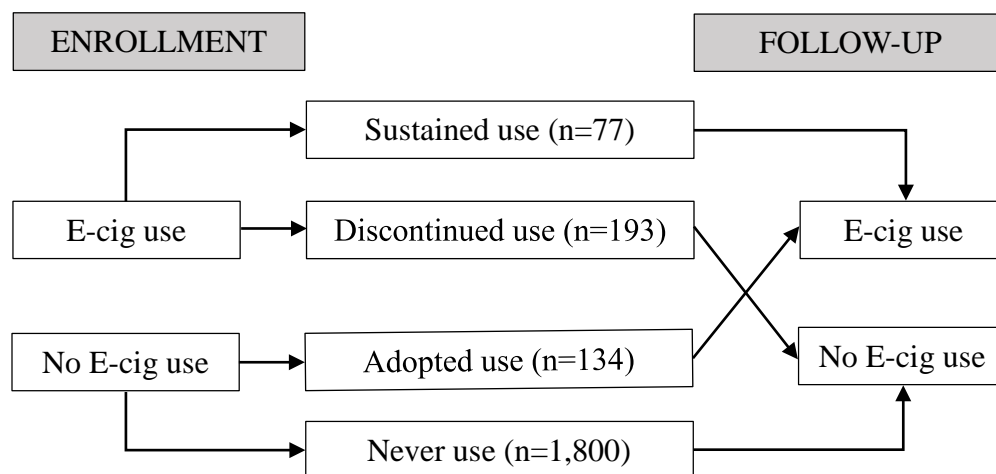 ENROLLMENT
FOLLOW-UP
Sustained use (n=77)
E-cig use
Discontinued use (n=193)
E-cig use
No E-cig use
Adopted use (n=134)
No E-cig use
Never use (n=1,800)